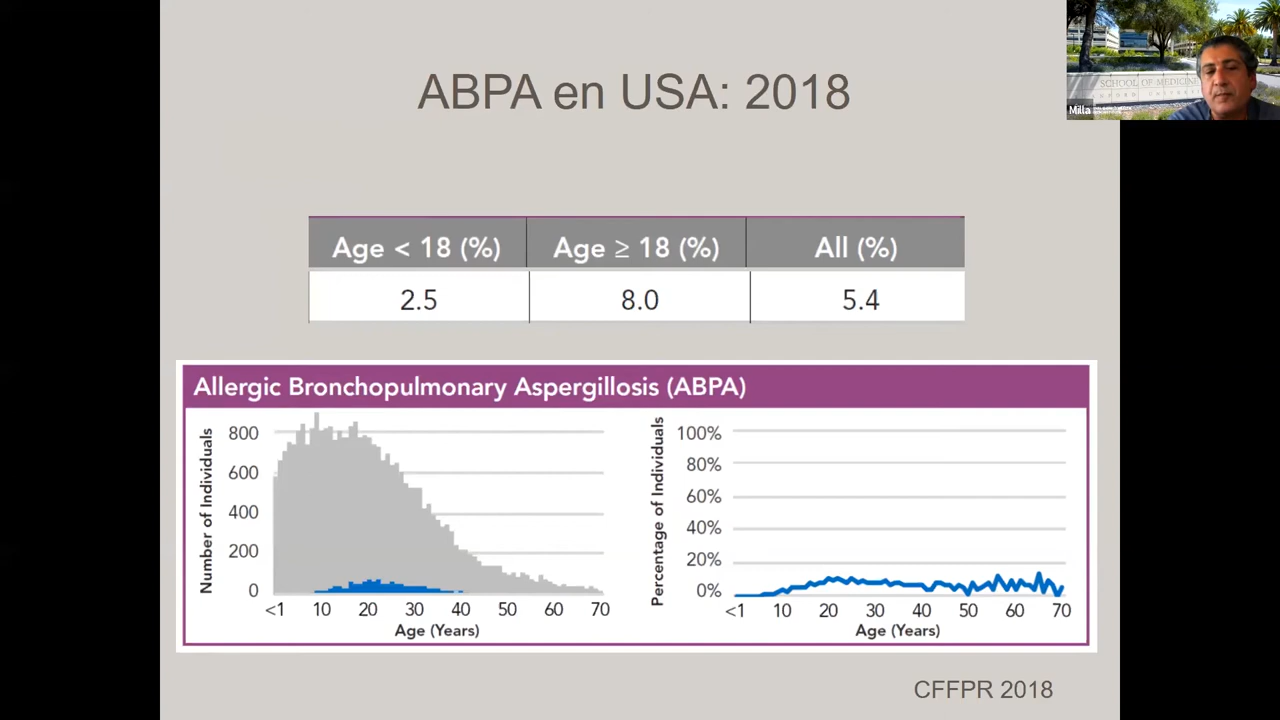 ABPA en USA: 2018
SCHOOL OF MEDICINE
Milla
Age < 18 (%) Age ≥ 18 (%) All (%)
2.5 8.0 5.4
Allergic Bronchopulmonary Aspergillosis (ABPA)
Number of Individuals
800
600
400
200
0
<1 10 20 30 40 50 60 70
Age (Years)
Percentage of Individuals
100%
80%
60%
40%
20%
0%
<1 10 20 30 40 50 60 70
Age (Years)
CFFPR 2018